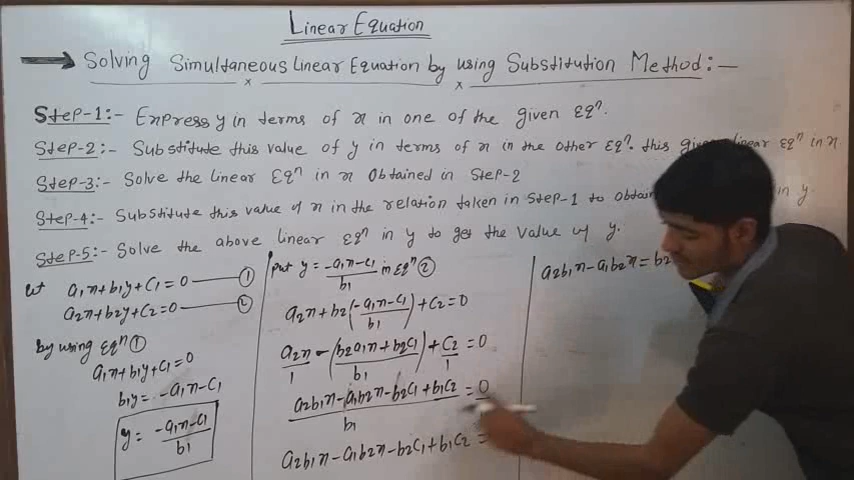 Linear Equation
Solving Simultaneous Linear Equation by using Substitution Method:-
Step-1:- Express y in terms of x in one of the given Eqⁿ.
Step-2:- Substitute this value of y in terms of x in the other Eqⁿ. this linear Eqⁿ in x
Step-3:- Solve the linear Eqⁿ in x Obtained in Step-2
Step-4:- Substitute this value of x in the relation taken in Step-1 to obtain in y.
Step-5:- Solve the above linear Eqⁿ in y to get the value of y.
let a₁x+b₁y+c₁=0 — ①
a₂x+b₂y+c₂=0 — ②
by using Eqⁿ ①
a₁x+b₁y+c₁=0
b₁y = -a₁x-c₁
y = (-a₁x-c₁)/b₁
put y = (-a₁x-c₁)/b₁ in Eqⁿ ②
a₂x+b₂((-a₁x-c₁)/b₁)+c₂=0
a₂x/1 - ((b₂a₁x+b₂c₁)/b₁) + c₂/1 = 0
(a₂b₁x-a₁b₂x-b₂c₁+b₁c₂)/b₁ = 0
a₂b₁x-a₁b₂x-b₂c₁+b₁c₂ =
a₂b₁x-a₁b₂x = b₂